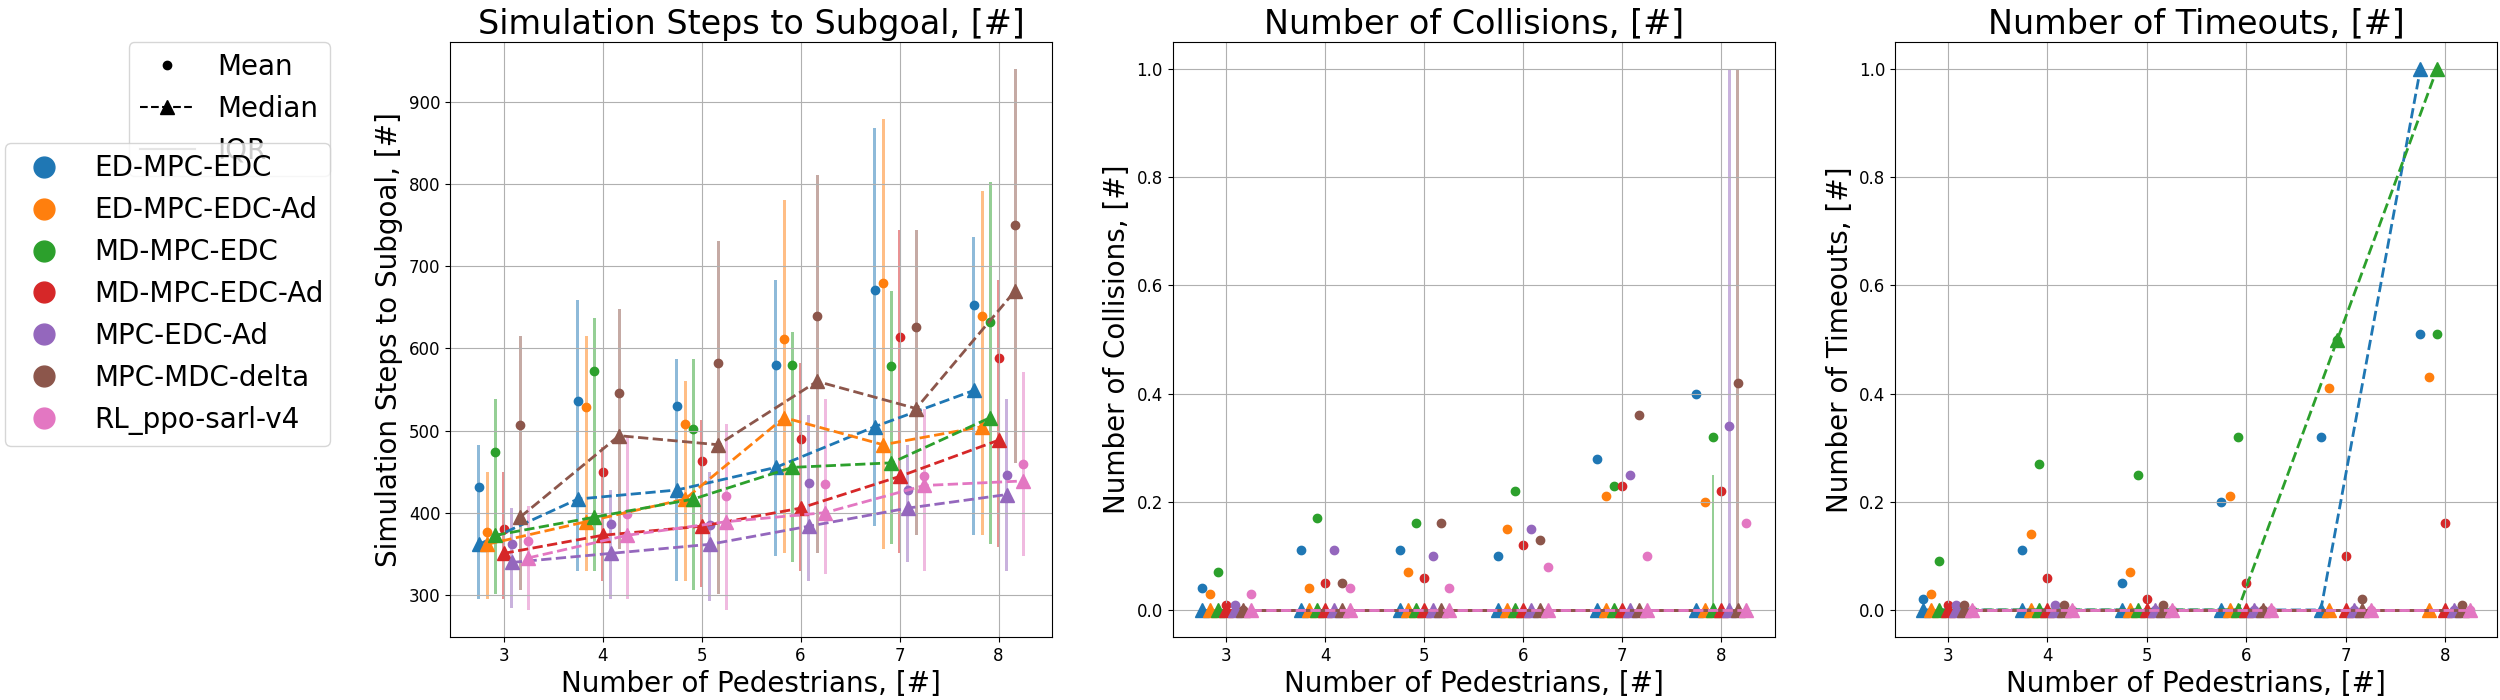 Mean
Median
IQR
ED-MPC-EDC
ED-MPC-EDC-Ad
MD-MPC-EDC
MD-MPC-EDC-Ad
MPC-EDC-Ad
MPC-MDC-delta
RL_ppo-sarl-v4
Simulation Steps to Subgoal, [#]
Simulation Steps to Subgoal, [#]
900
800
700
600
500
400
300
3 4 5 6 7 8
Number of Pedestrians, [#]
Number of Collisions, [#]
Number of Collisions, [#]
1.0
0.8
0.6
0.4
0.2
0.0
3 4 5 6 7 8
Number of Pedestrians, [#]
Number of Timeouts, [#]
Number of Timeouts, [#]
1.0
0.8
0.6
0.4
0.2
0.0
3 4 5 6 7 8
Number of Pedestrians, [#]